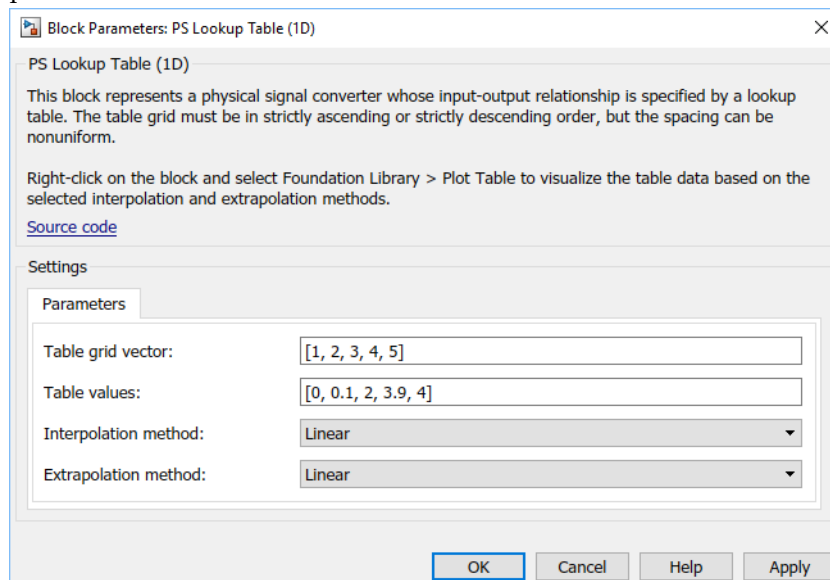 Block Parameters: PS Lookup Table (1D)
PS Lookup Table (1D)
This block represents a physical signal converter whose input-output relationship is specified by a lookup
table. The table grid must be in strictly ascending or strictly descending order, but the spacing can be
nonuniform.
Right-click on the block and select Foundation Library > Plot Table to visualize the table data based on the
selected interpolation and extrapolation methods.
Source code
Settings
Parameters
Table grid vector: [1, 2, 3, 4, 5]
Table values: [0, 0.1, 2, 3.9, 4]
Interpolation method: Linear
Extrapolation method: Linear
OK Cancel Help Apply